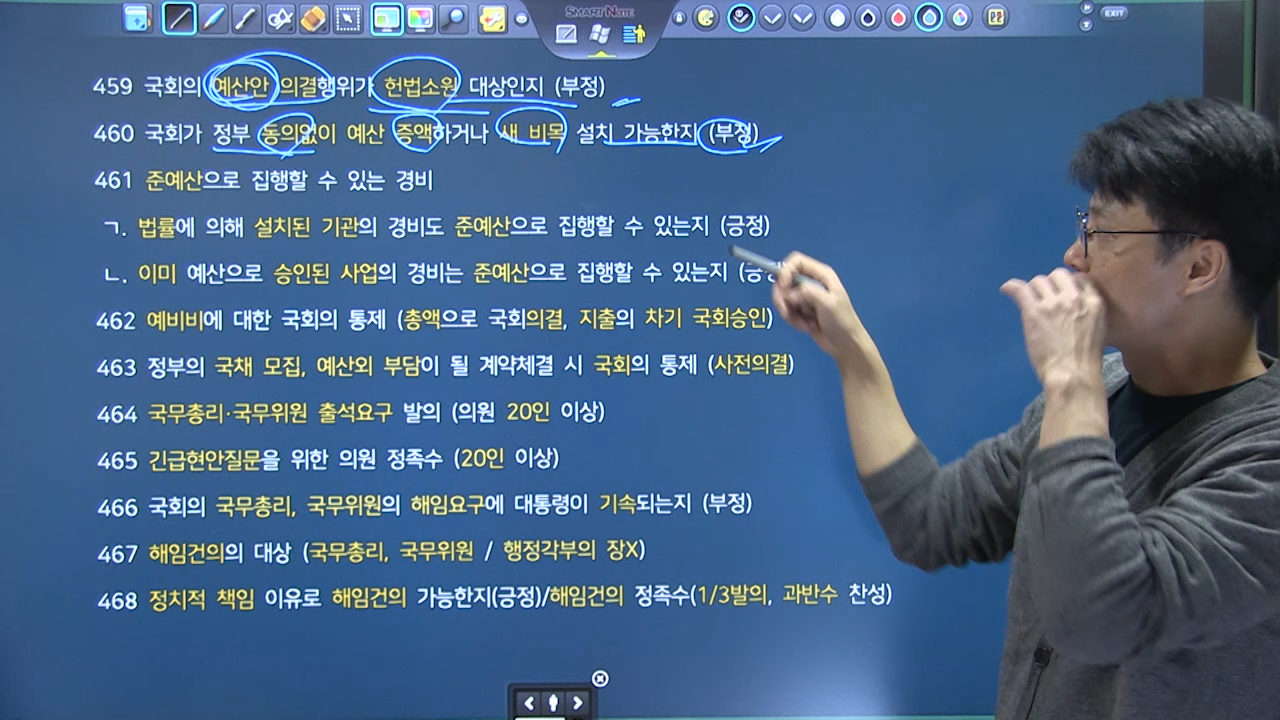 SMARTNOTE
EXIT
459 국회의 예산안 의결행위가 헌법소원 대상인지 (부정)
460 국회가 정부 동의없이 예산 증액하거나 새 비목 설치 가능한지 (부정)
461 준예산으로 집행할 수 있는 경비
ㄱ. 법률에 의해 설치된 기관의 경비도 준예산으로 집행할 수 있는지 (긍정)
ㄴ. 이미 예산으로 승인된 사업의 경비는 준예산으로 집행할 수 있는지 (긍정
462 예비비에 대한 국회의 통제 (총액으로 국회의결, 지출의 차기 국회승인)
463 정부의 국채 모집, 예산외 부담이 될 계약체결 시 국회의 통제 (사전의결)
464 국무총리·국무위원 출석요구 발의 (의원 20인 이상)
465 긴급현안질문을 위한 의원 정족수 (20인 이상)
466 국회의 국무총리, 국무위원의 해임요구에 대통령이 기속되는지 (부정)
467 해임건의의 대상 (국무총리, 국무위원 / 행정각부의 장X)
468 정치적 책임 이유로 해임건의 가능한지(긍정)/해임건의 정족수(1/3발의, 과반수 찬성)